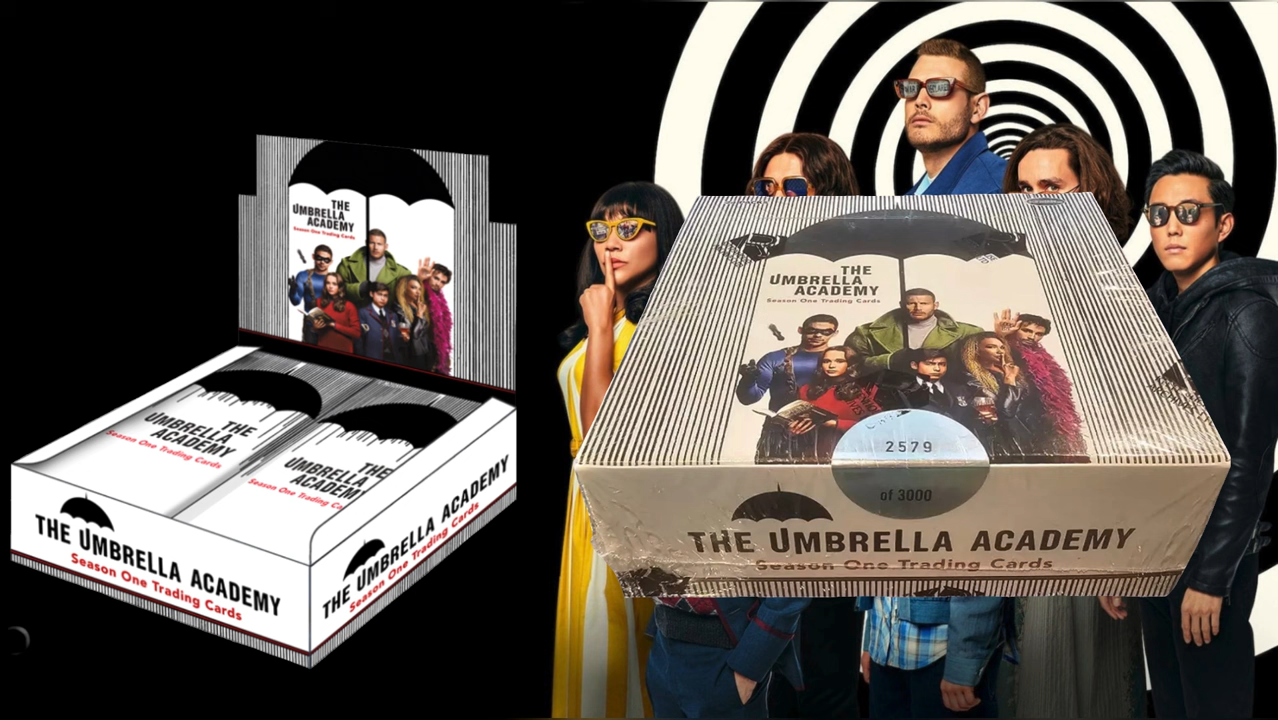 THE
UMBRELLA
ACADEMY
Season One Trading Cards
THE
UMBRELLA
ACADEMY
Season One Trading Cards
THE
UMBRELLA
ACADEMY
Season One Trading
THE UMBRELLA ACADEMY
Season One Trading Cards
THE UMBRELLA ACADEMY
Season One Trading Cards
THE
UMBRELLA
ACADEMY
Season One Trading Cards
2579
of 3000
THE UMBRELLA ACADEMY
Season One Trading Cards